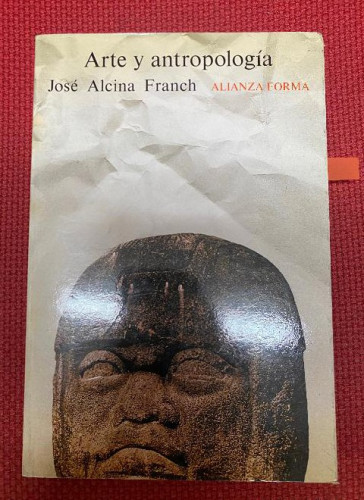 Arte y antropología
José Alcina Franch ALIANZA FORMA